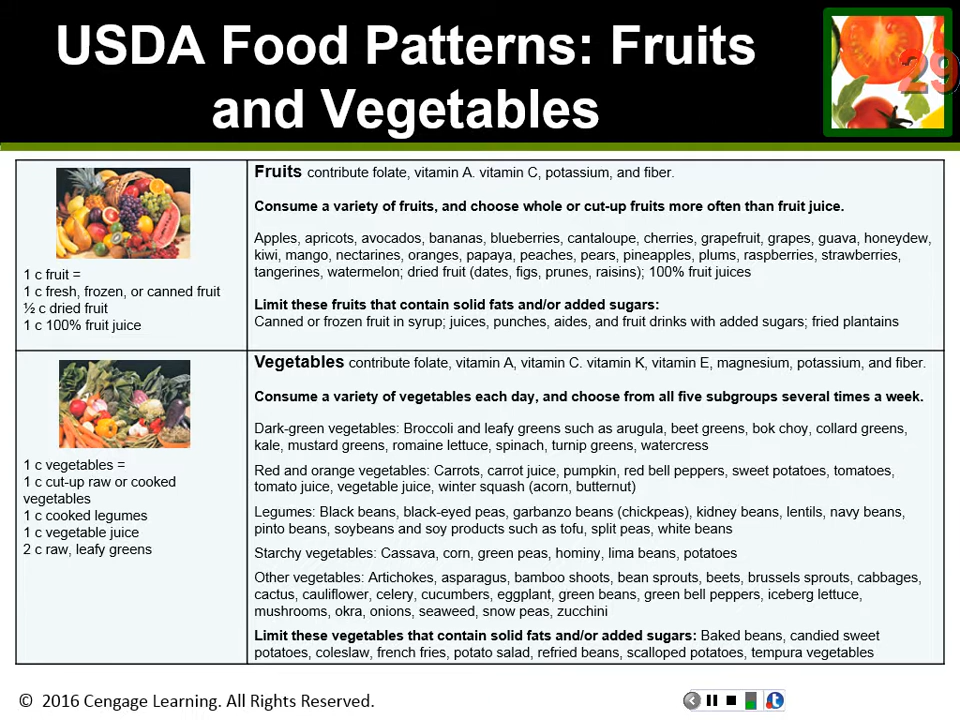 USDA Food Patterns: Fruits
and Vegetables
29
1 c fruit =
1 c fresh, frozen, or canned fruit
½ c dried fruit
1 c 100% fruit juice
Fruits contribute folate, vitamin A. vitamin C, potassium, and fiber.
Consume a variety of fruits, and choose whole or cut-up fruits more often than fruit juice.
Apples, apricots, avocados, bananas, blueberries, cantaloupe, cherries, grapefruit, grapes, guava, honeydew,
kiwi, mango, nectarines, oranges, papaya, peaches, pears, pineapples, plums, raspberries, strawberries,
tangerines, watermelon; dried fruit (dates, figs, prunes, raisins); 100% fruit juices
Limit these fruits that contain solid fats and/or added sugars:
Canned or frozen fruit in syrup; juices, punches, aides, and fruit drinks with added sugars; fried plantains
1 c vegetables =
1 c cut-up raw or cooked
vegetables
1 c cooked legumes
1 c vegetable juice
2 c raw, leafy greens
Vegetables contribute folate, vitamin A, vitamin C. vitamin K, vitamin E, magnesium, potassium, and fiber.
Consume a variety of vegetables each day, and choose from all five subgroups several times a week.
Dark-green vegetables: Broccoli and leafy greens such as arugula, beet greens, bok choy, collard greens,
kale, mustard greens, romaine lettuce, spinach, turnip greens, watercress
Red and orange vegetables: Carrots, carrot juice, pumpkin, red bell peppers, sweet potatoes, tomatoes,
tomato juice, vegetable juice, winter squash (acorn, butternut)
Legumes: Black beans, black-eyed peas, garbanzo beans (chickpeas), kidney beans, lentils, navy beans,
pinto beans, soybeans and soy products such as tofu, split peas, white beans
Starchy vegetables: Cassava, corn, green peas, hominy, lima beans, potatoes
Other vegetables: Artichokes, asparagus, bamboo shoots, bean sprouts, beets, brussels sprouts, cabbages,
cactus, cauliflower, celery, cucumbers, eggplant, green beans, green bell peppers, iceberg lettuce,
mushrooms, okra, onions, seaweed, snow peas, zucchini
Limit these vegetables that contain solid fats and/or added sugars: Baked beans, candied sweet
potatoes, coleslaw, french fries, potato salad, refried beans, scalloped potatoes, tempura vegetables
© 2016 Cengage Learning. All Rights Reserved.